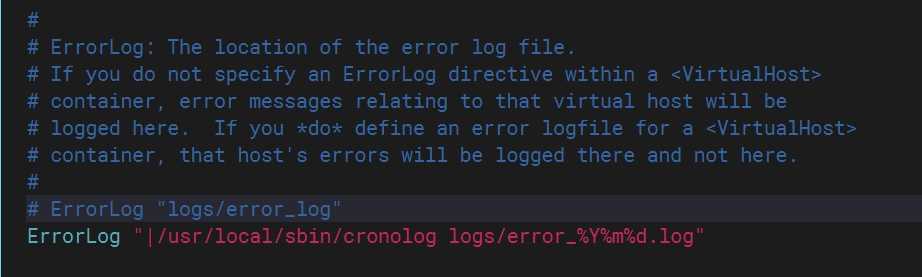 #
# ErrorLog: The location of the error log file.
# If you do not specify an ErrorLog directive within a <VirtualHost>
# container, error messages relating to that virtual host will be
# logged here.  If you *do* define an error logfile for a <VirtualHost>
# container, that host's errors will be logged there and not here.
#
# ErrorLog "logs/error_log"
ErrorLog "|/usr/local/sbin/cronolog logs/error_%Y%m%d.log"